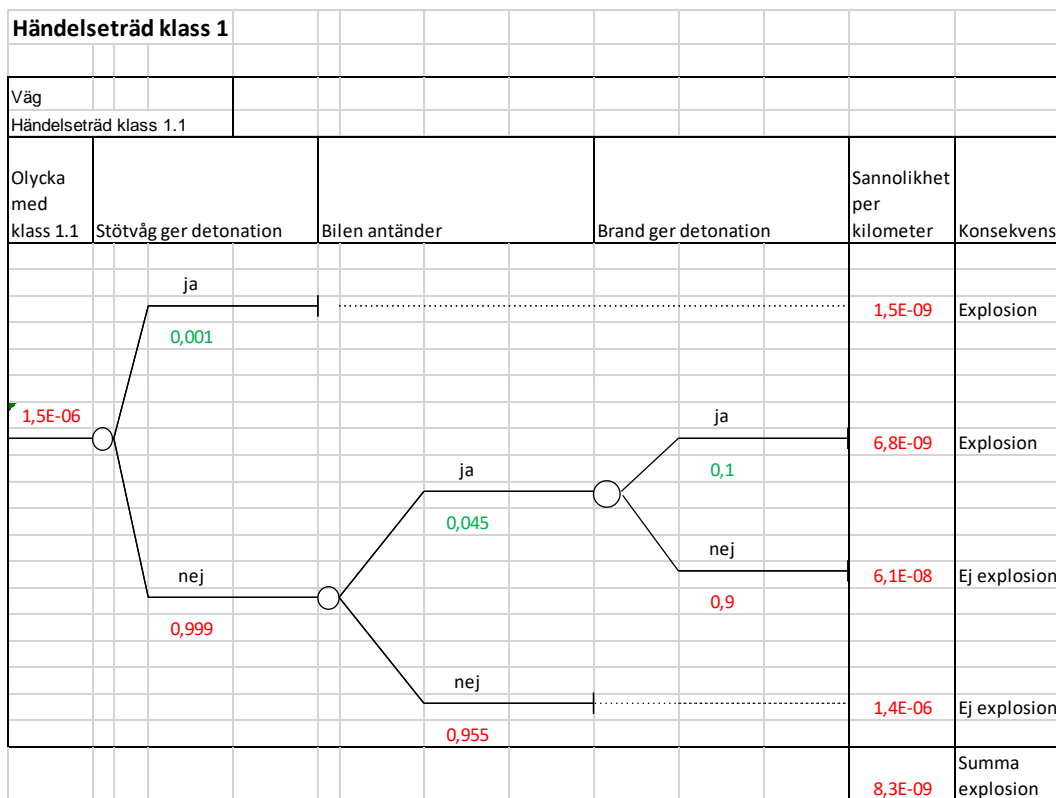 Händelseträd klass 1
Väg
Händelseträd klass 1.1
Olycka
med
klass 1.1
Stötvåg ger detonation
Bilen antänder
Brand ger detonation
Sannolikhet
per
kilometer
Konsekvens
ja
0,001
1,5E-09
Explosion
1,5E-06
ja
0,1
6,8E-09
Explosion
ja
0,045
nej
0,9
6,1E-08
Ej explosion
nej
0,999
nej
0,955
1,4E-06
Ej explosion
8,3E-09
Summa
explosion